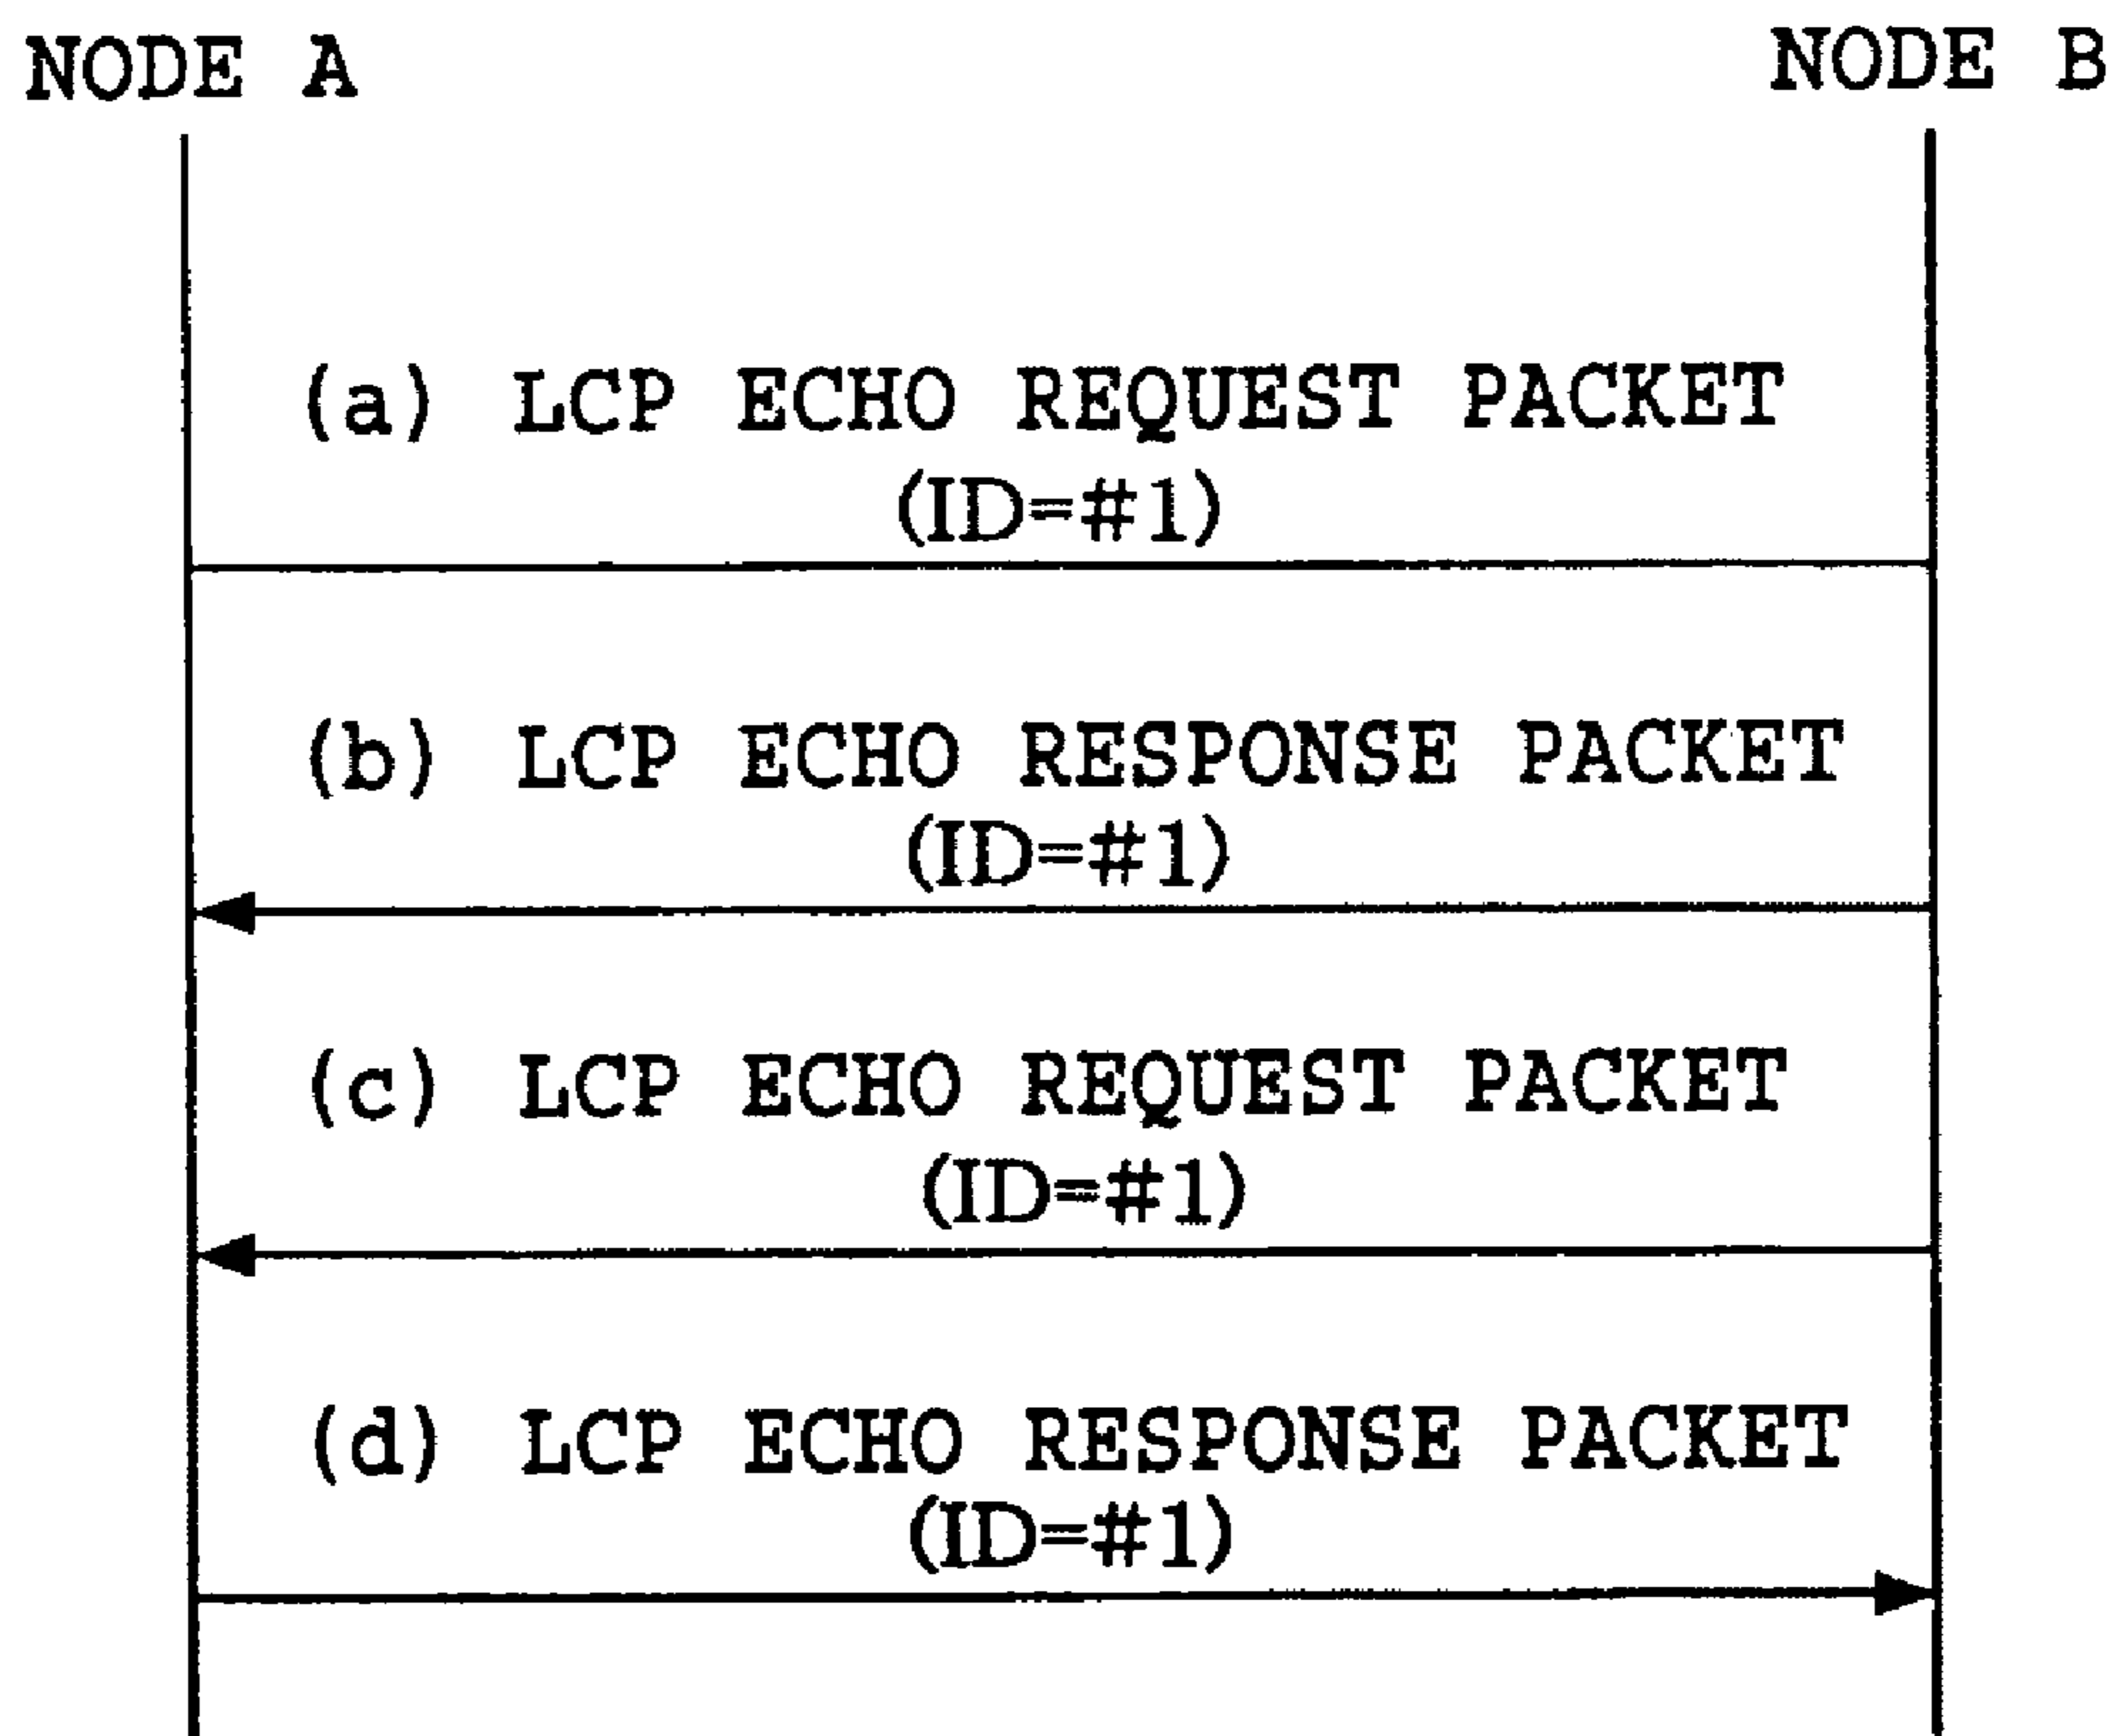 NODE A NODE B
(a) LCP ECHO REQUEST PACKET
(ID=#1)
(b) LCP ECHO RESPONSE PACKET
(ID=#1)
(c) LCP ECHO REQUEST PACKET
(ID=#1)
(d) LCP ECHO RESPONSE PACKET
(ID=#1)